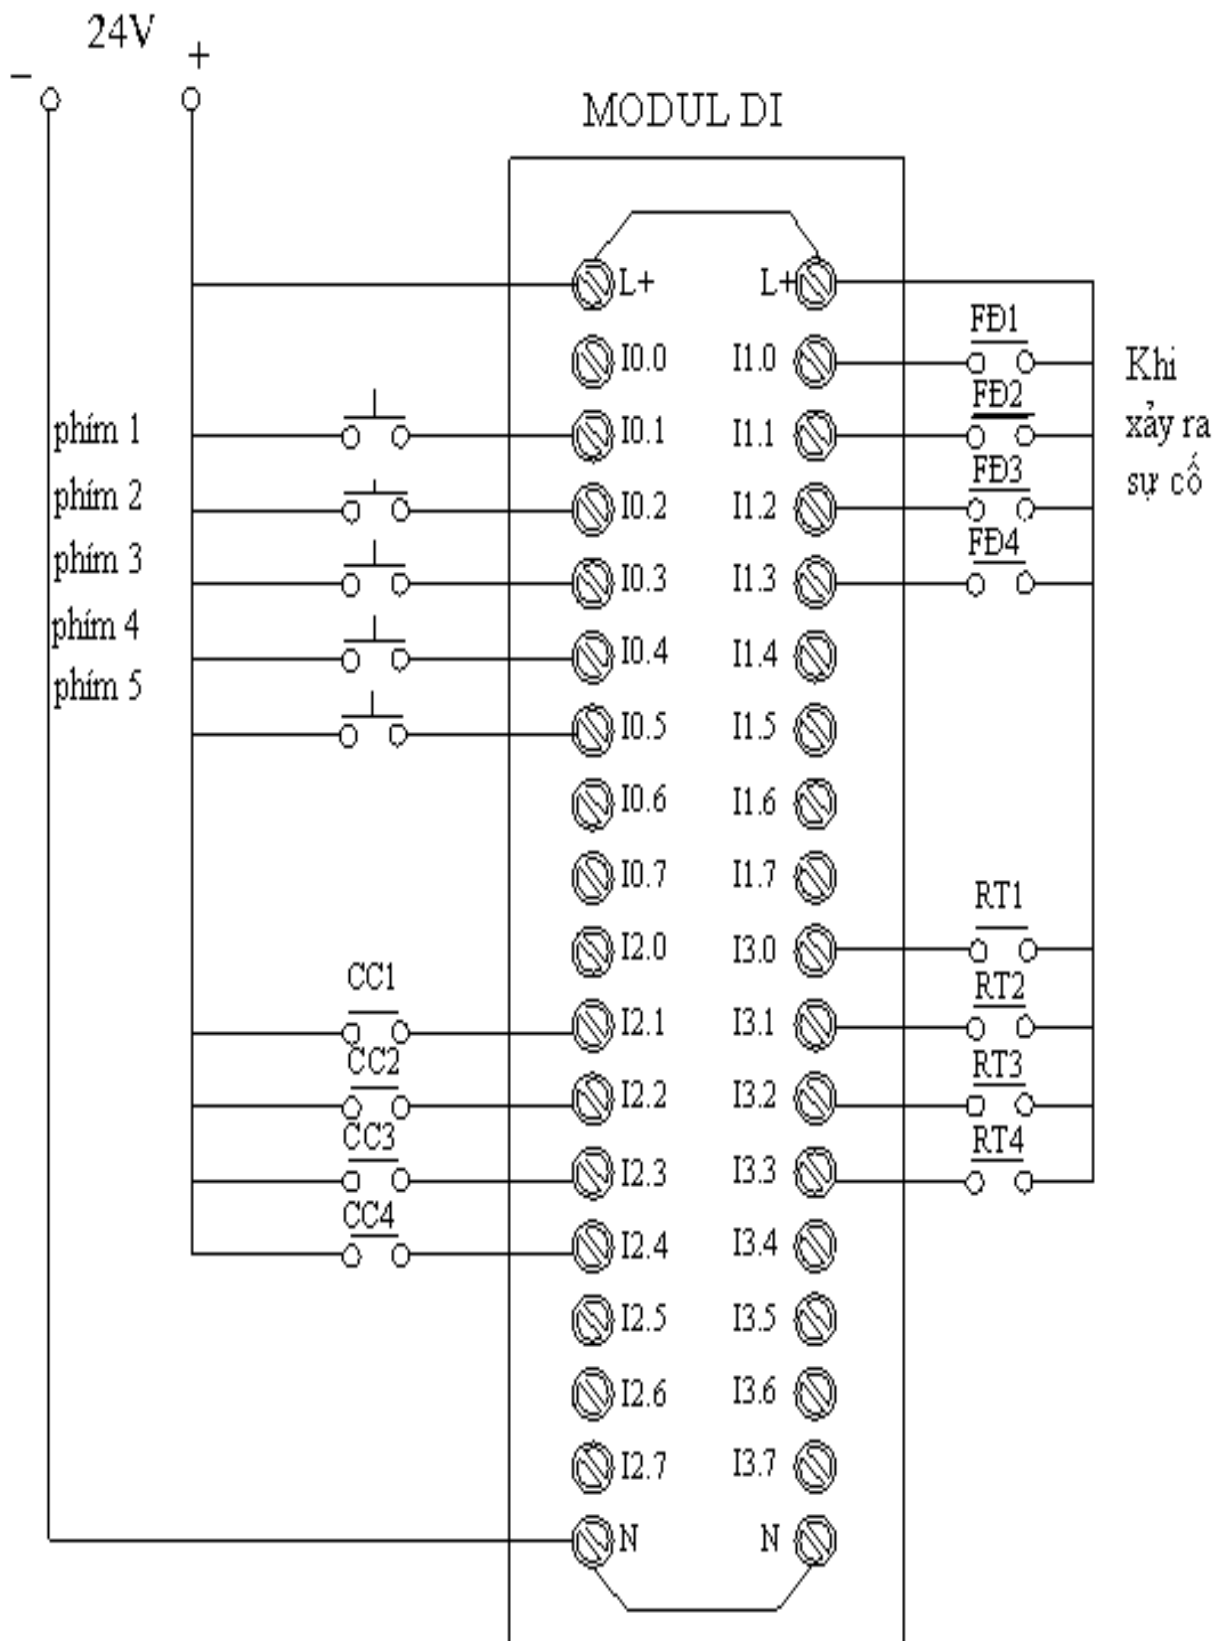 24V
−
+
MODUL DI
L+
L+
I0.0
I1.0
FĐ1
Khi
xảy ra
sự cố
phím 1
I0.1
I1.1
FĐ2
phím 2
I0.2
I1.2
FĐ3
phím 3
I0.3
I1.3
FĐ4
phím 4
I0.4
I1.4
phím 5
I0.5
I1.5
I0.6
I1.6
I0.7
I1.7
I2.0
I3.0
RT1
CC1
I2.1
I3.1
RT2
CC2
I2.2
I3.2
RT3
CC3
I2.3
I3.3
RT4
CC4
I2.4
I3.4
I2.5
I3.5
I2.6
I3.6
I2.7
I3.7
N
N